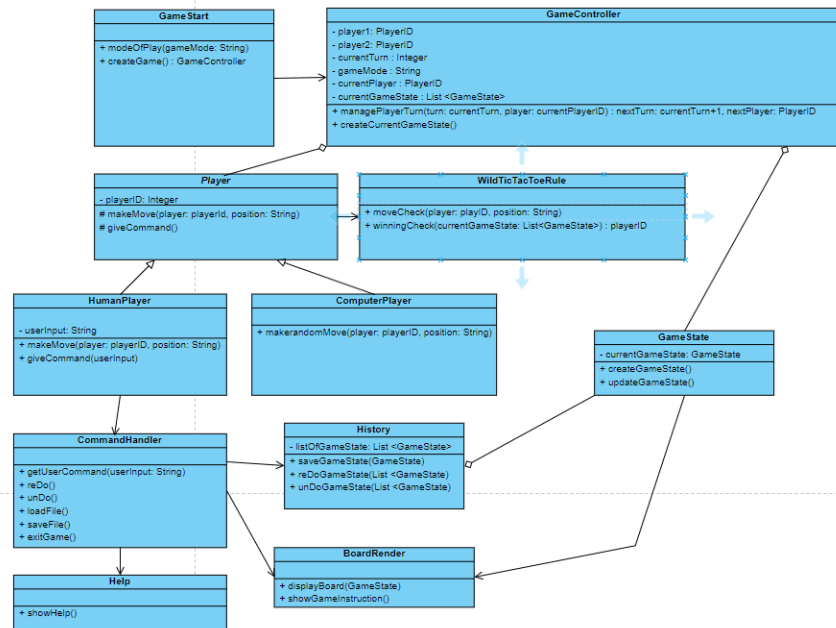 GameStart
+ modeOfPlay(gameMode: String)
+ createGame() : GameController
GameController
- player1: PlayerID
- player2: PlayerID
- currentTurn : Integer
- gameMode : String
- currentPlayer : PlayerID
- currentGameState : List <GameState>
+ managePlayerTurn(turn: currentTurn, player: currentPlayerID) : nextTurn: currentTurn+1, nextPlayer: PlayerID
+ createCurrentGameState()
Player
- playerID: Integer
# makeMove(player: playerId, position: String)
# giveCommand()
WildTicTacToeRule
+ moveCheck(player: playID, position: String)
+ winningCheck(currentGameState: List<GameState>) : playerID
HumanPlayer
- userInput: String
+ makeMove(player: playerID, position: String)
+ giveCommand(userInput)
ComputerPlayer
+ makerandomMove(player: playerID, position: String)
GameState
- currentGameState: GameState
+ createGameState()
+ updateGameState()
CommandHandler
+ getUserCommand(userInput: String)
+ reDo()
+ unDo()
+ loadFile()
+ saveFile()
+ exitGame()
History
- listOfGameState: List <GameState>
+ saveGameState(GameState)
+ reDoGameState(List <GameState)
+ unDoGameState(List <GameState)
BoardRender
+ displayBoard(GameState)
+ showGameInstruction()
Help
+ showHelp()